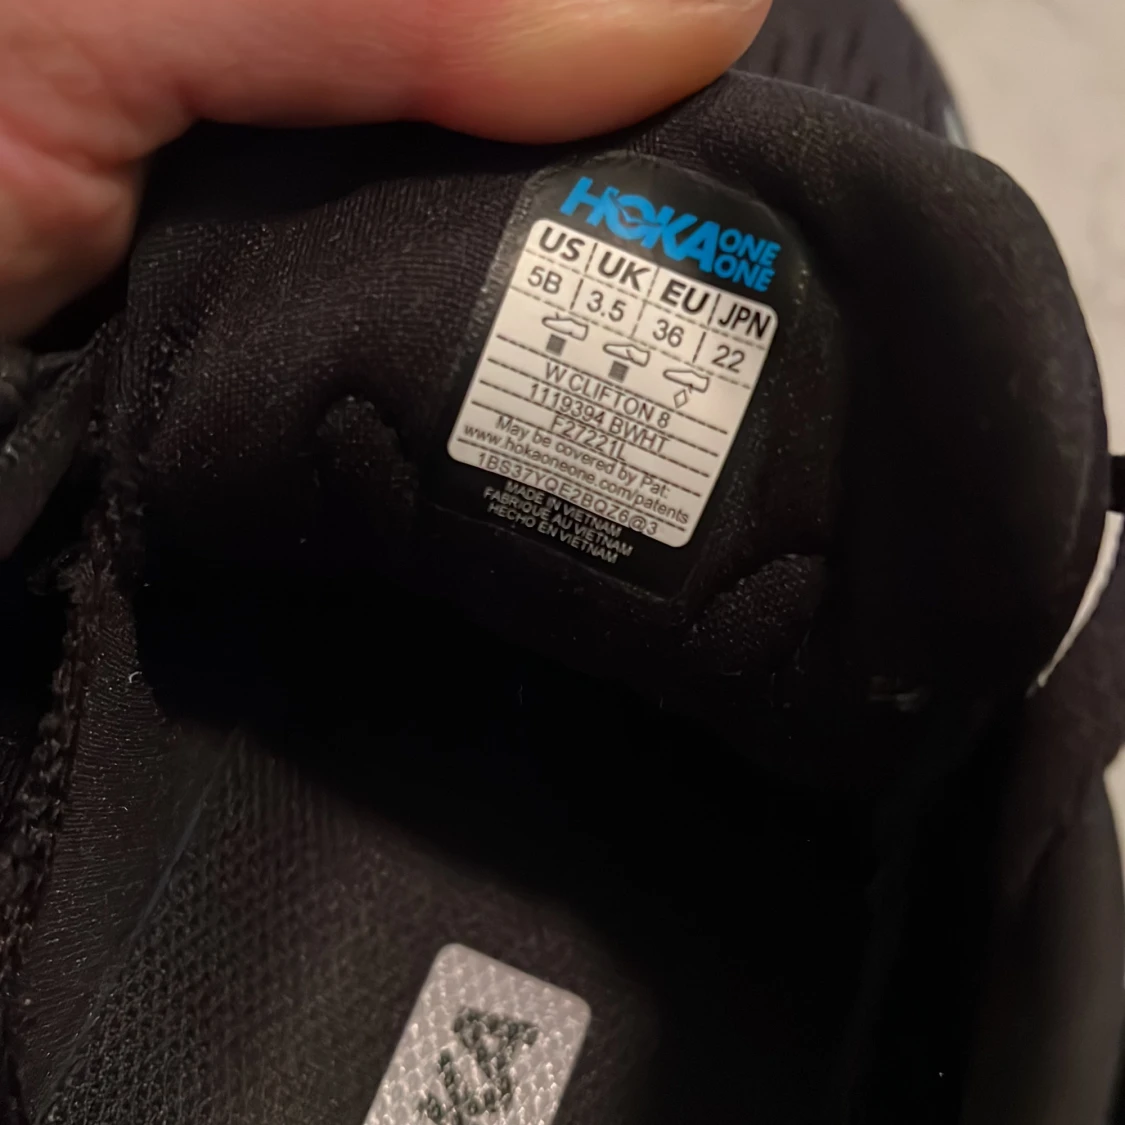 HOKA ONE ONE
US UK EU JPN
5B 3.5 36 22
W CLIFTON 8
1119394 BWHT
F27221L
May be covered by Pat:
www.hokaoneone.com/patents
1BS37YQE2BQZ6@3
MADE IN VIETNAM
FABRIQUE AU VIETNAM
HECHO EN VIETNAM